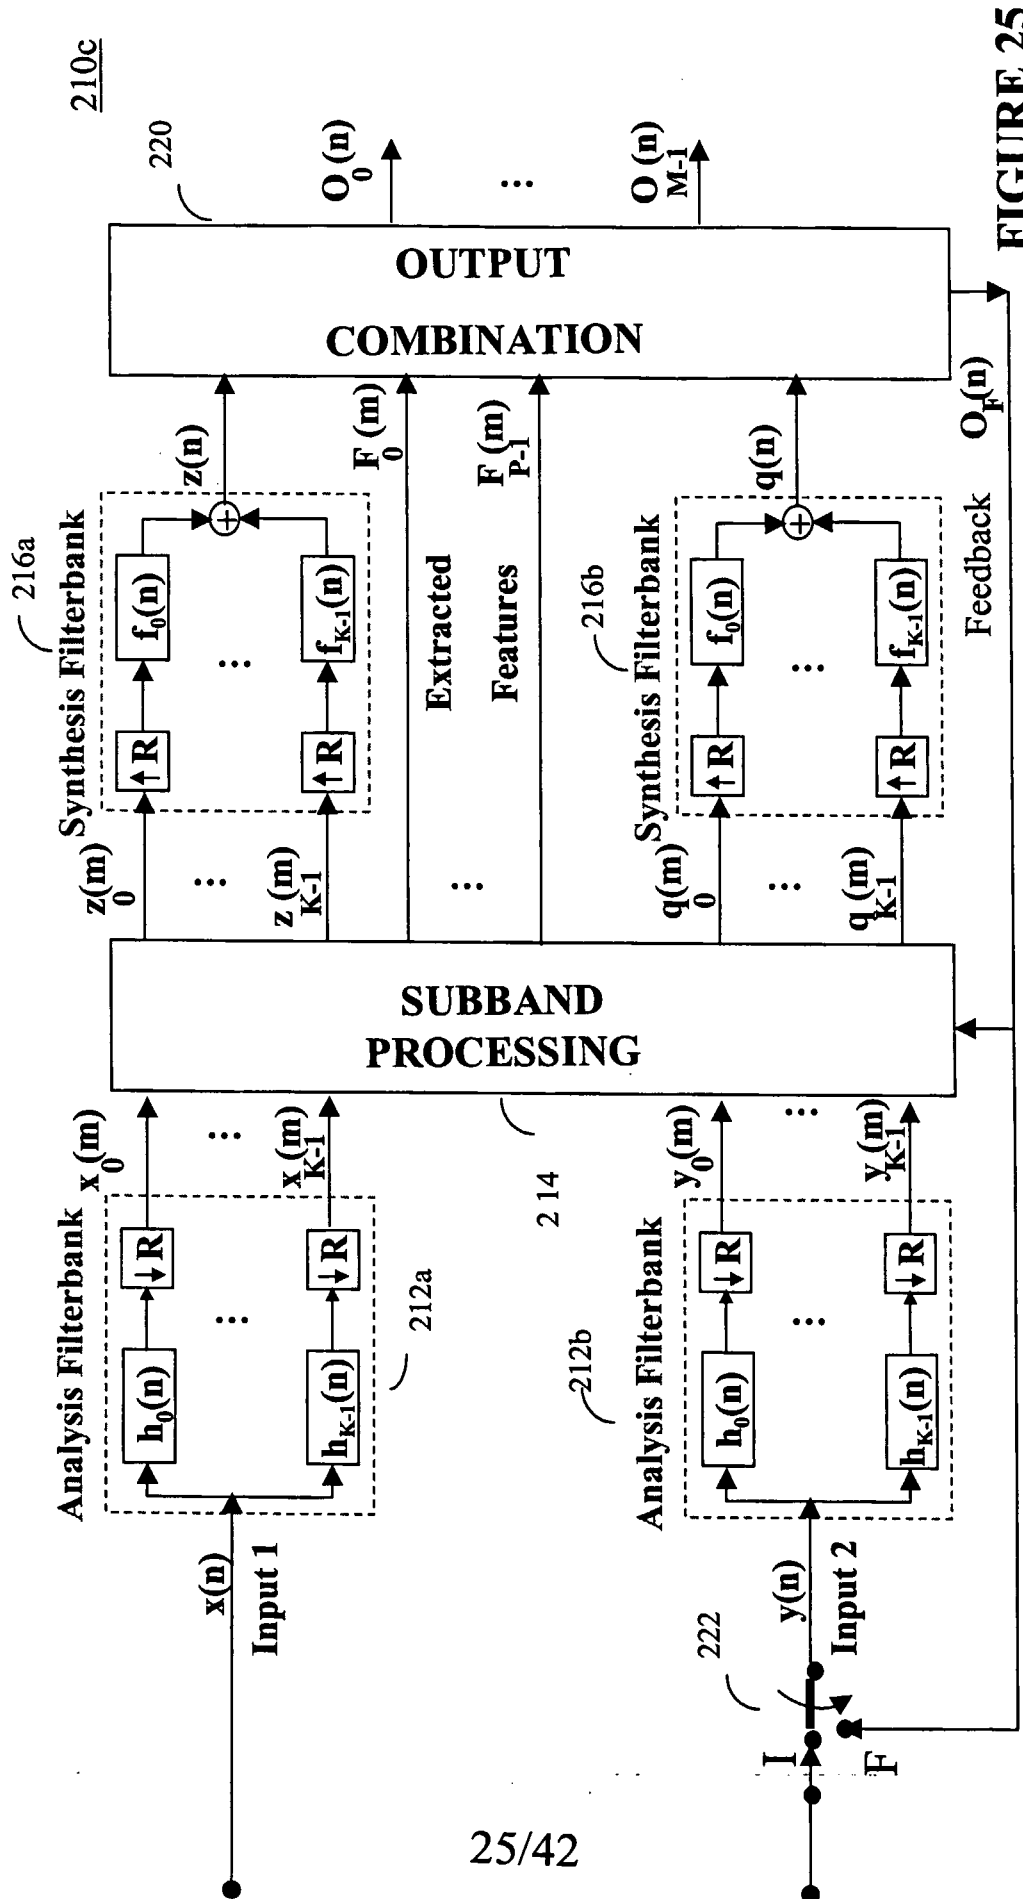 210c
220
O0(n)
...
OM-1(n)
OUTPUT
COMBINATION
z(n)
F0(m)
FP-1(m)
q(n)
OF(n)
216a
Synthesis Filterbank
↑R
f0(n)
...
↑R
fK-1(n)
+
Extracted
Features
216b
Synthesis Filterbank
↑R
f0(n)
...
↑R
fK-1(n)
+
Feedback
z0(m)
...
zK-1(m)
...
q0(m)
...
qK-1(m)
SUBBAND
PROCESSING
214
x0(m)
...
xK-1(m)
y0(m)
...
yK-1(m)
Analysis Filterbank
h0(n)
↓R
...
hK-1(n)
↓R
212a
212b
Analysis Filterbank
h0(n)
↓R
...
hK-1(n)
↓R
x(n)
Input 1
y(n)
Input 2
222
I
F
FIGURE 25
25/42